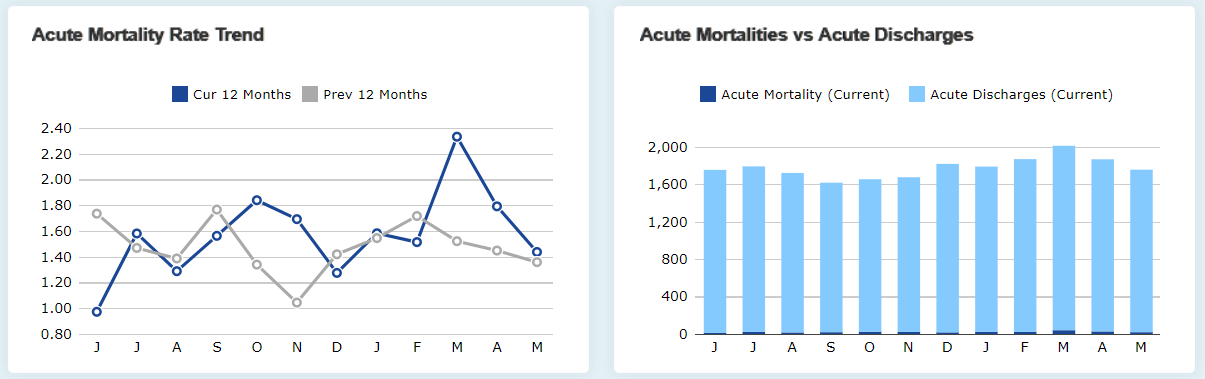 Acute Mortality Rate Trend
Cur 12 Months Prev 12 Months
2.40
2.20
2.00
1.80
1.60
1.40
1.20
1.00
0.80
J J A S O N D J F M A M
Acute Mortalities vs Acute Discharges
Acute Mortality (Current) Acute Discharges (Current)
2,000
1,600
1,200
800
400
0
J J A S O N D J F M A M